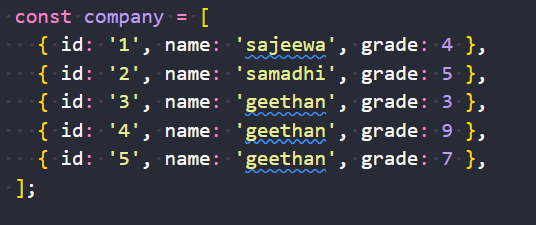 const company = [
{ id: '1', name: 'sajeewa', grade: 4 },
{ id: '2', name: 'samadhi', grade: 5 },
{ id: '3', name: 'geethan', grade: 3 },
{ id: '4', name: 'geethan', grade: 9 },
{ id: '5', name: 'geethan', grade: 7 },
];